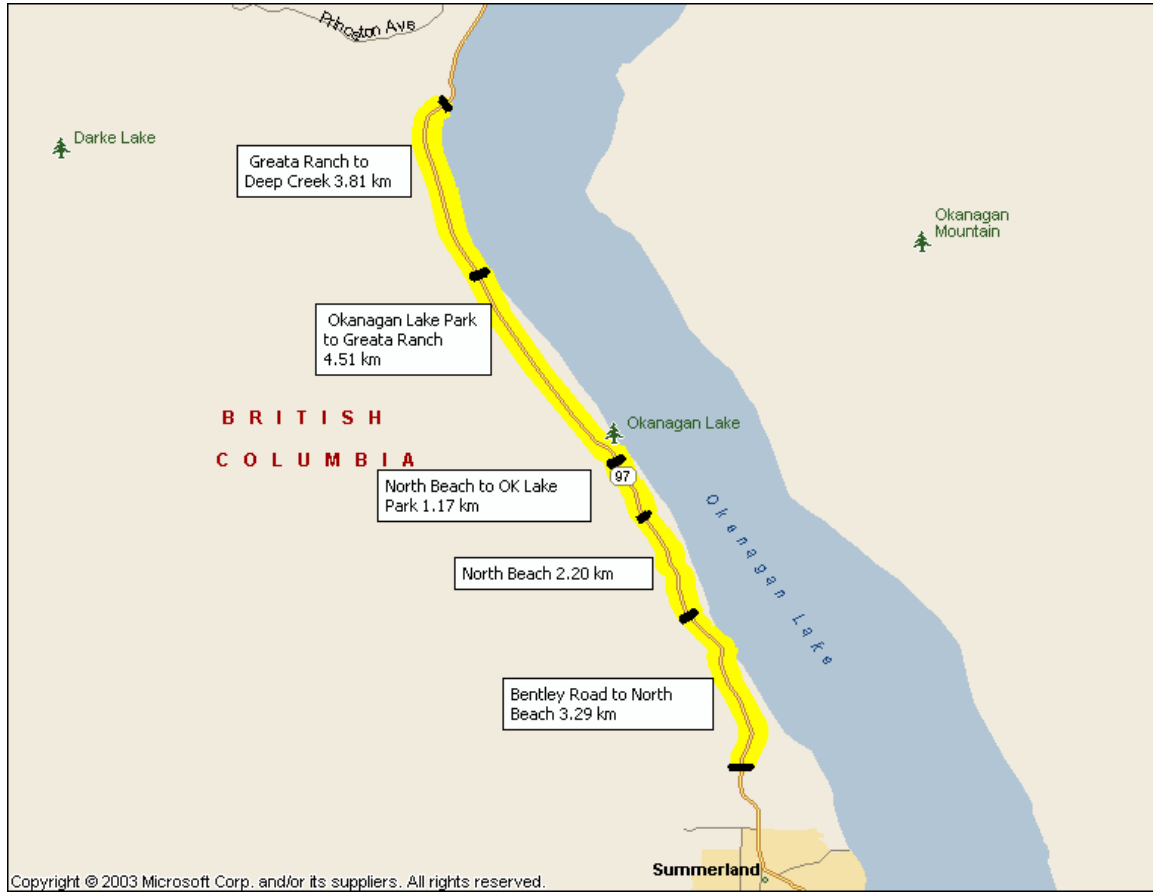 Princeton Ave
Darke Lake
Greata Ranch to
Deep Creek 3.81 km
Okanagan
Mountain
Okanagan Lake Park
to Greata Ranch
4.51 km
BRITISH
COLUMBIA
Okanagan Lake
97
North Beach to OK Lake
Park 1.17 km
Okanagan Lake
North Beach 2.20 km
Bentley Road to North
Beach 3.29 km
Summerland
Copyright © 2003 Microsoft Corp. and/or its suppliers. All rights reserved.